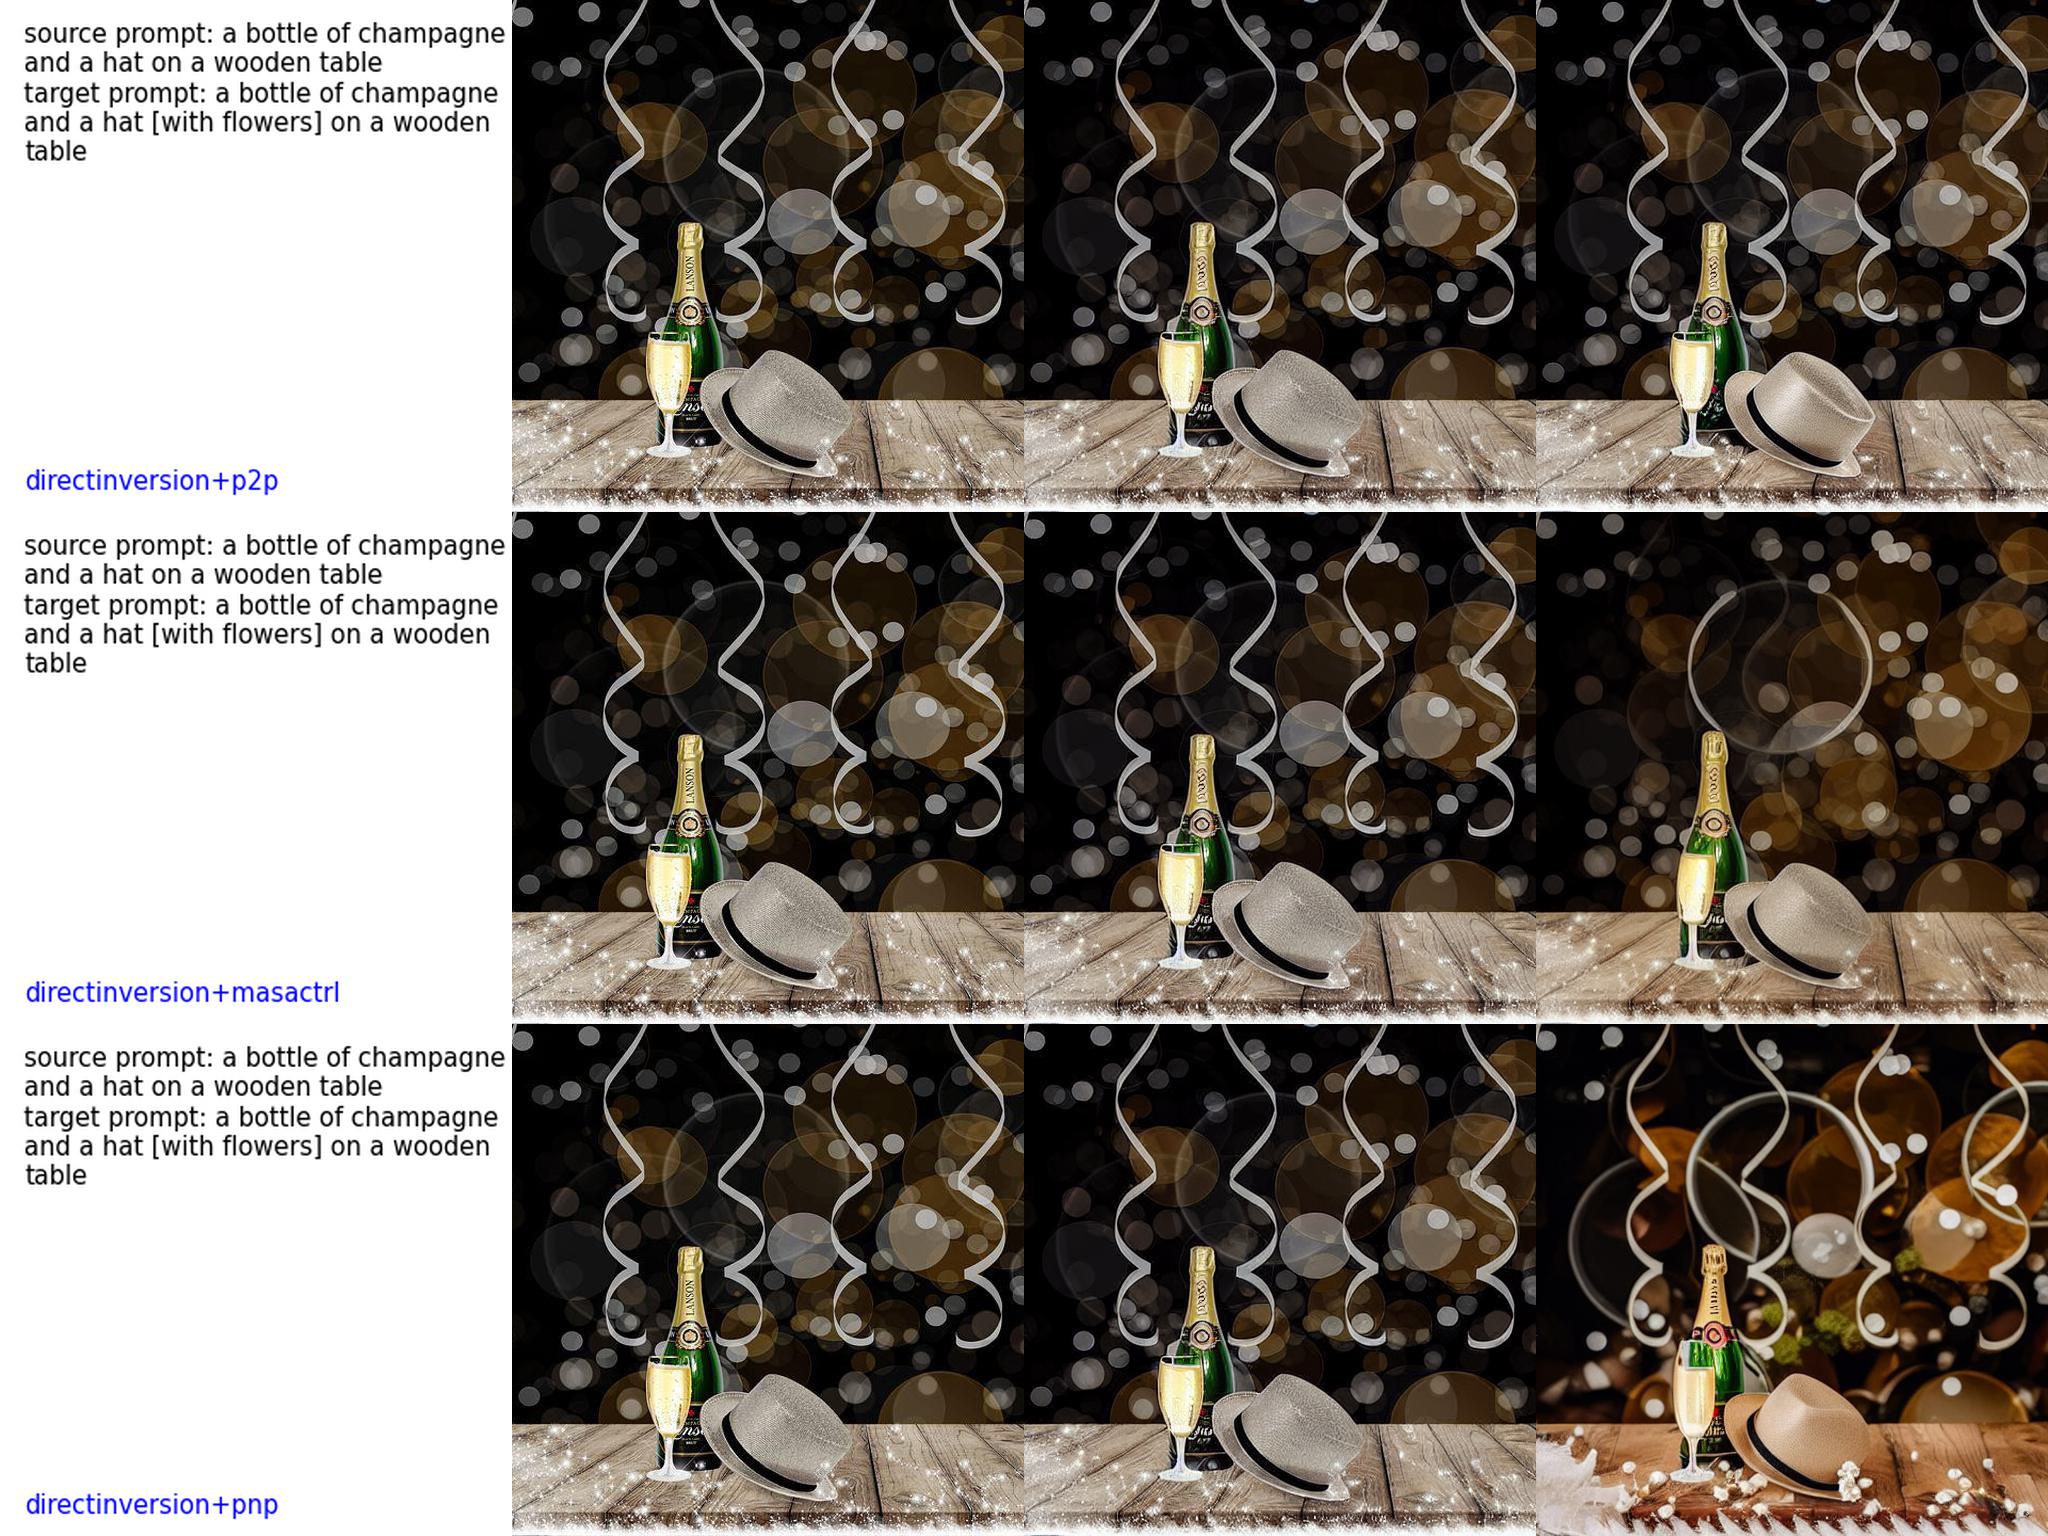 source prompt: a bottle of champagne
and a hat on a wooden table
target prompt: a bottle of champagne
and a hat [with flowers] on a wooden
table
directinversion+p2p
LANSON
source prompt: a bottle of champagne
and a hat on a wooden table
target prompt: a bottle of champagne
and a hat [with flowers] on a wooden
table
directinversion+masactrl
LANSON
source prompt: a bottle of champagne
and a hat on a wooden table
target prompt: a bottle of champagne
and a hat [with flowers] on a wooden
table
directinversion+pnp
LANSON